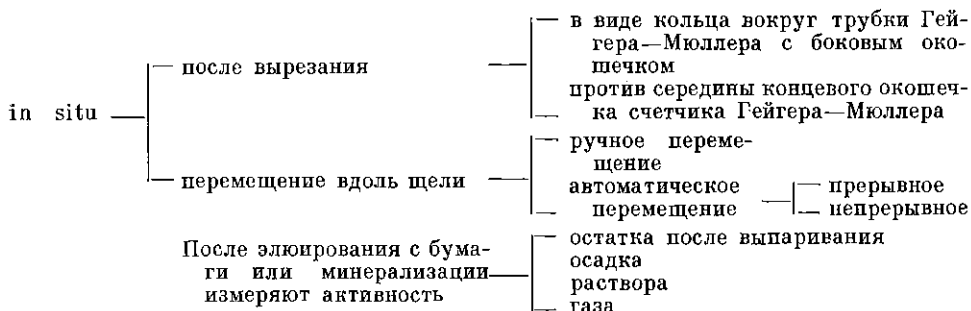 in situ
после вырезания
в виде кольца вокруг трубки Гей-
гера—Мюллера с боковым око-
шечком
против середины концевого окошеч-
ка счетчика Гейгера—Мюллера
перемещение вдоль щели
ручное переме-
щение
автоматическое
перемещение
прерывное
непрерывное
После элюирования с бума-
ги или минерализации
измеряют активность
остатка после выпаривания
осадка
раствора
газа